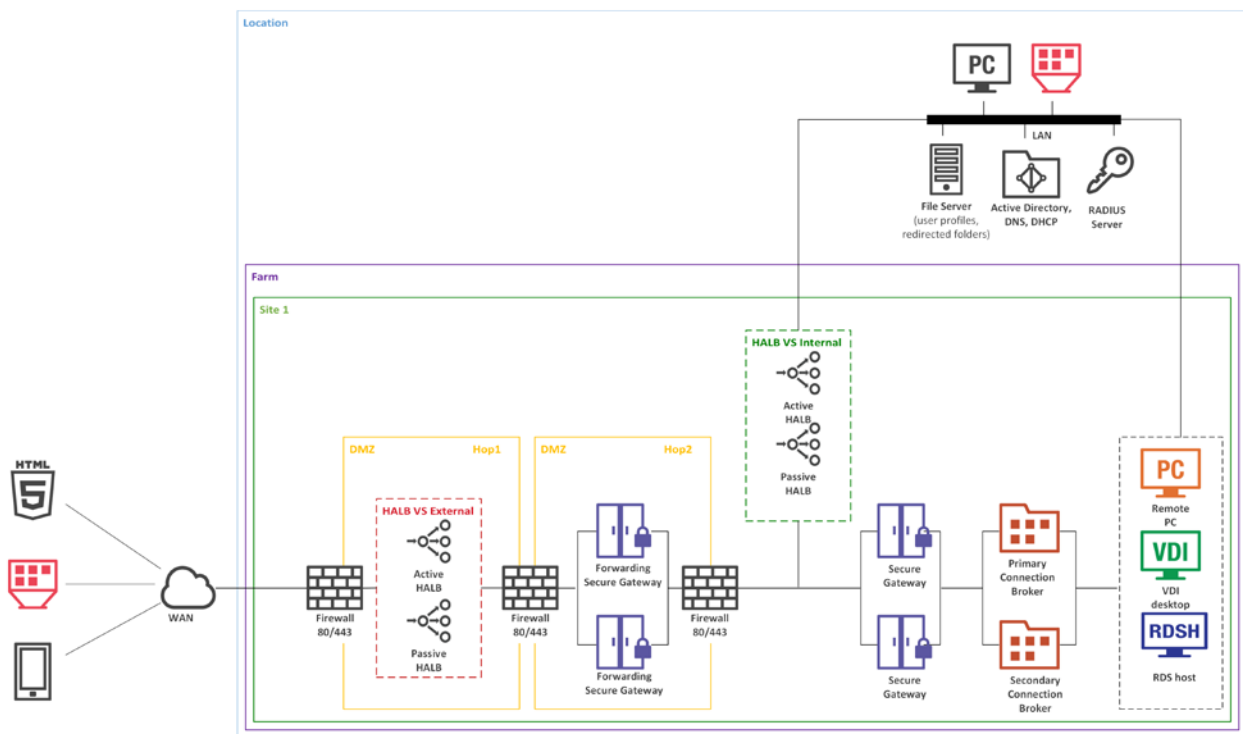 Location
PC
LAN
File Server
(user profiles,
redirected folders)
Active Directory,
DNS, DHCP
RADIUS
Server
Farm
Site 1
HALB VS Internal
Active
HALB
Passive
HALB
DMZ
Hop1
DMZ
Hop2
HALB VS External
Active
HALB
Passive
HALB
HTML
5
WAN
Firewall
80/443
Firewall
80/443
Forwarding
Secure Gateway
Forwarding
Secure Gateway
Firewall
80/443
Secure
Gateway
Secure
Gateway
Primary
Connection
Broker
Secondary
Connection
Broker
PC
Remote
PC
VDI
VDI
desktop
RDSH
RDS host